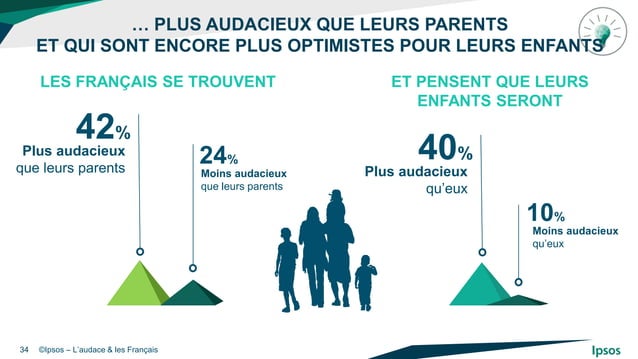 … PLUS AUDACIEUX QUE LEURS PARENTS
ET QUI SONT ENCORE PLUS OPTIMISTES POUR LEURS ENFANTS
LES FRANÇAIS SE TROUVENT
42%
Plus audacieux
que leurs parents
24%
Moins audacieux
que leurs parents
ET PENSENT QUE LEURS
ENFANTS SERONT
40%
Plus audacieux
qu’eux
10%
Moins audacieux
qu’eux
34 ©Ipsos – L’audace & les Français
Ipsos